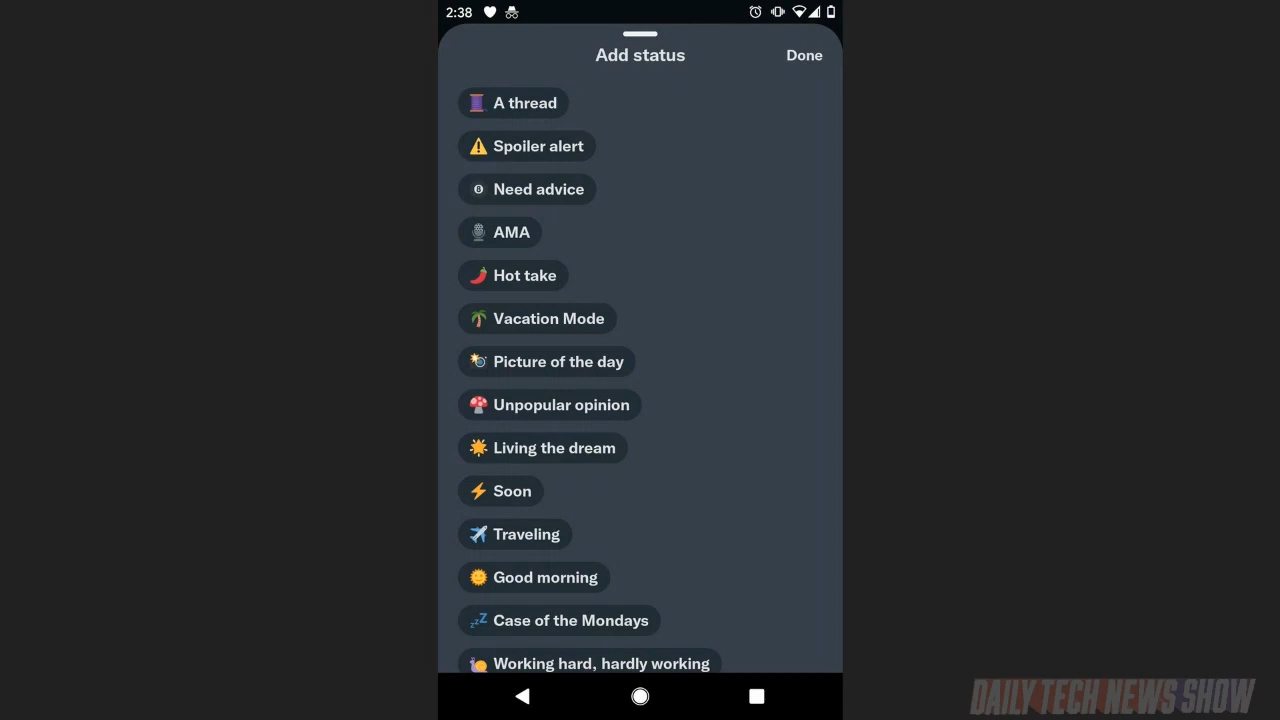 2:38
Add status
Done
A thread
Spoiler alert
Need advice
AMA
Hot take
Vacation Mode
Picture of the day
Unpopular opinion
Living the dream
Soon
Traveling
Good morning
Case of the Mondays
Working hard, hardly working
DAILY TECH NEWS SHOW